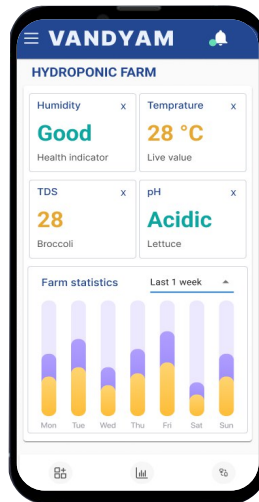 VANDYAM
HYDROPONIC FARM
Humidity x
Good
Health indicator
Temprature x
28 °C
Live value
TDS x
28
Broccoli
pH x
Acidic
Lettuce
Farm statistics Last 1 week
Mon Tue Wed Thu Fri Sat Sun